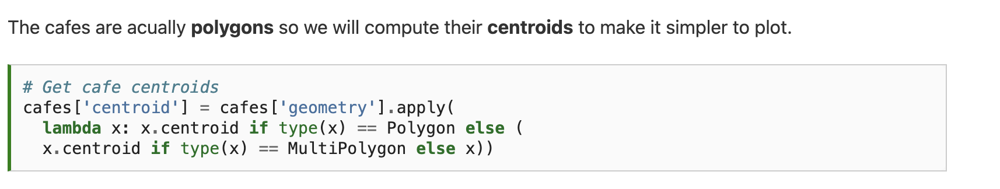 The cafes are acually polygons so we will compute their centroids to make it simpler to plot.
# Get cafe centroids
cafes['centroid'] = cafes['geometry'].apply(
  lambda x: x.centroid if type(x) == Polygon else (
  x.centroid if type(x) == MultiPolygon else x))